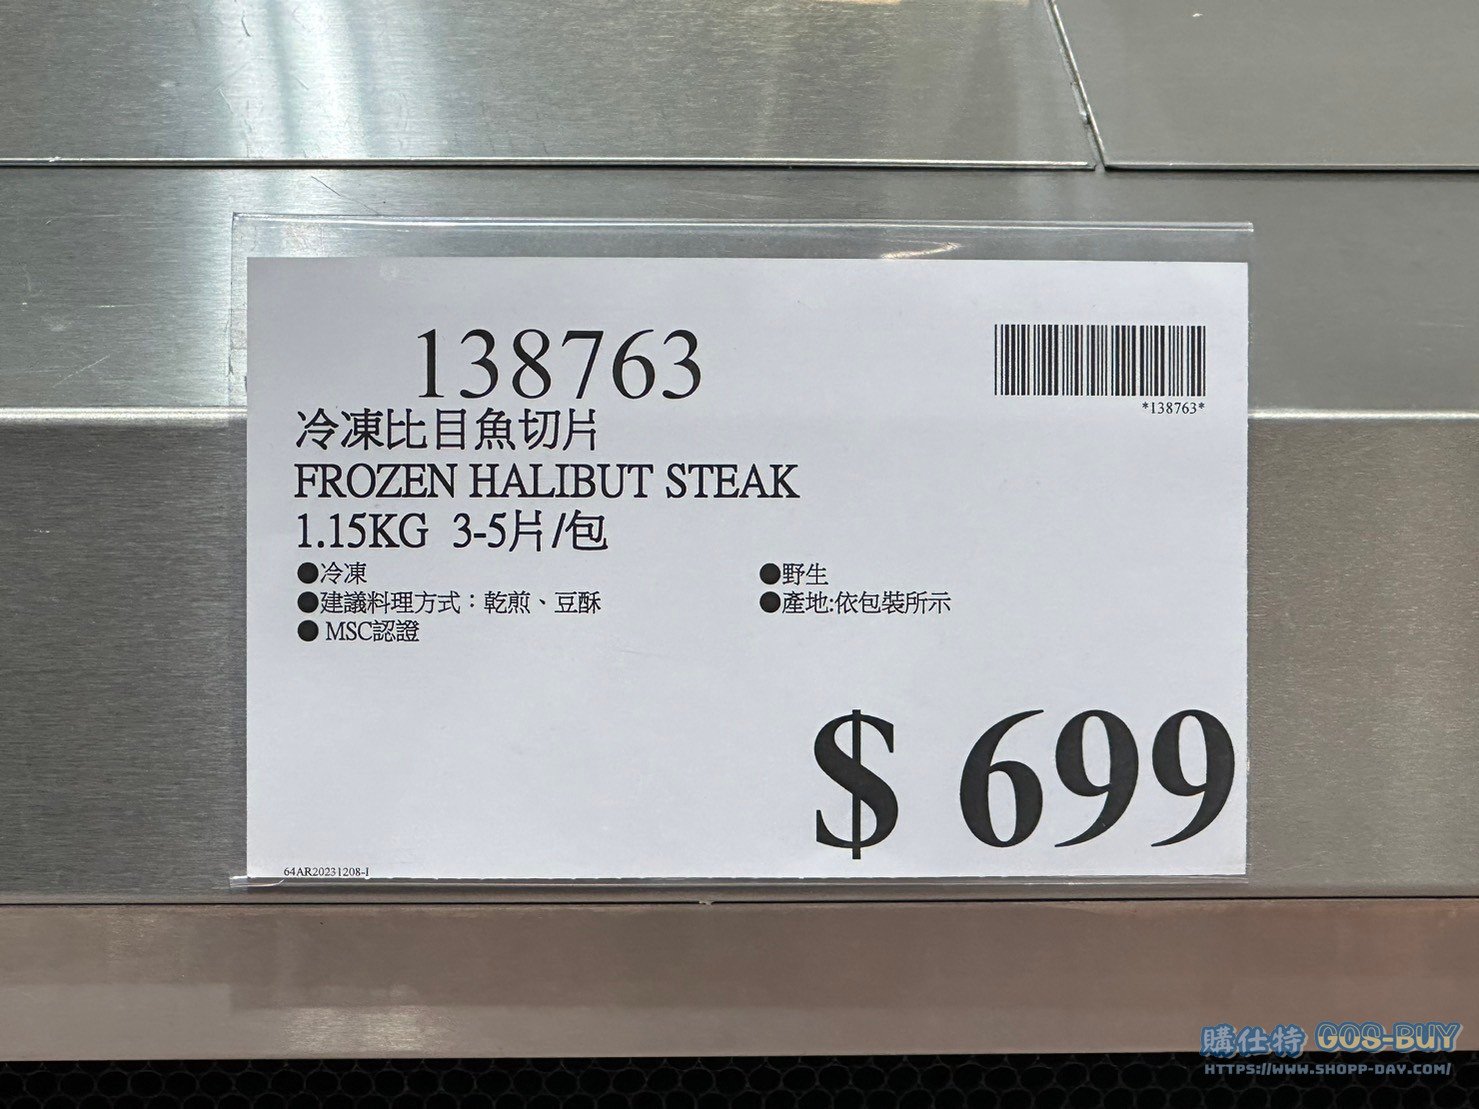 138763
*138763*
冷凍比目魚切片
FROZEN HALIBUT STEAK
1.15KG 3-5片/包
●冷凍
●野生
●建議料理方式：乾煎、豆酥
●產地:依包裝所示
● MSC認證
$ 699
64AR20231208-I
購仕特 GOS-BUY
HTTPS://WWW.SHOPP-DAY.COM/